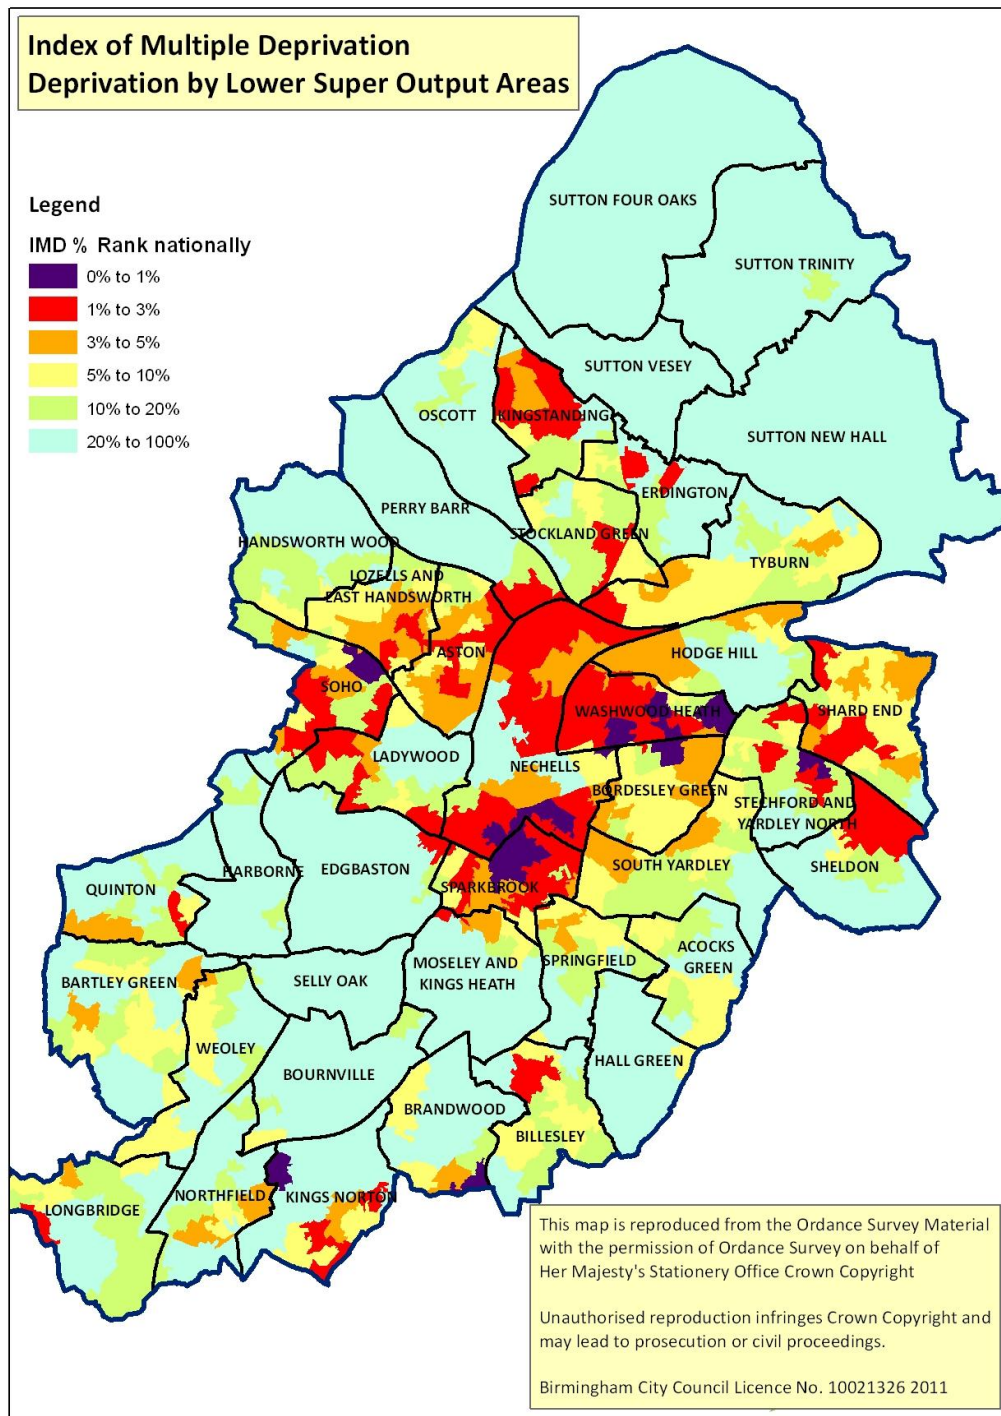 Index of Multiple Deprivation
Deprivation by Lower Super Output Areas
Legend
IMD % Rank nationally
0% to 1%
1% to 3%
3% to 5%
5% to 10%
10% to 20%
20% to 100%
SUTTON FOUR OAKS
SUTTON TRINITY
SUTTON VESEY
OSCOTT
KINGSTANDING
SUTTON NEW HALL
ERDINGTON
PERRY BARR
STOCKLAND GREEN
HANDSWORTH WOOD
TYBURN
LOZELLS AND
EAST HANDSWORTH
ASTON
HODGE HILL
SOHO
WASHWOOD HEATH
SHARD END
LADYWOOD
NECHELLS
BORDESLEY GREEN
STECHFORD AND
YARDLEY NORTH
SOUTH YARDLEY
SHELDON
HARBORNE
EDGBASTON
QUINTON
SPARKBROOK
ACOCKS
GREEN
MOSELEY AND
KINGS HEATH
SPRINGFIELD
SELLY OAK
BARTLEY GREEN
WEOLEY
HALL GREEN
BOURNVILLE
BRANDWOOD
BILLESLEY
NORTHFIELD
KINGS NORTON
LONGBRIDGE
This map is reproduced from the Ordance Survey Material
with the permission of Ordance Survey on behalf of
Her Majesty's Stationery Office Crown Copyright
Unauthorised reproduction infringes Crown Copyright and
may lead to prosecution or civil proceedings.
Birmingham City Council Licence No. 10021326 2011